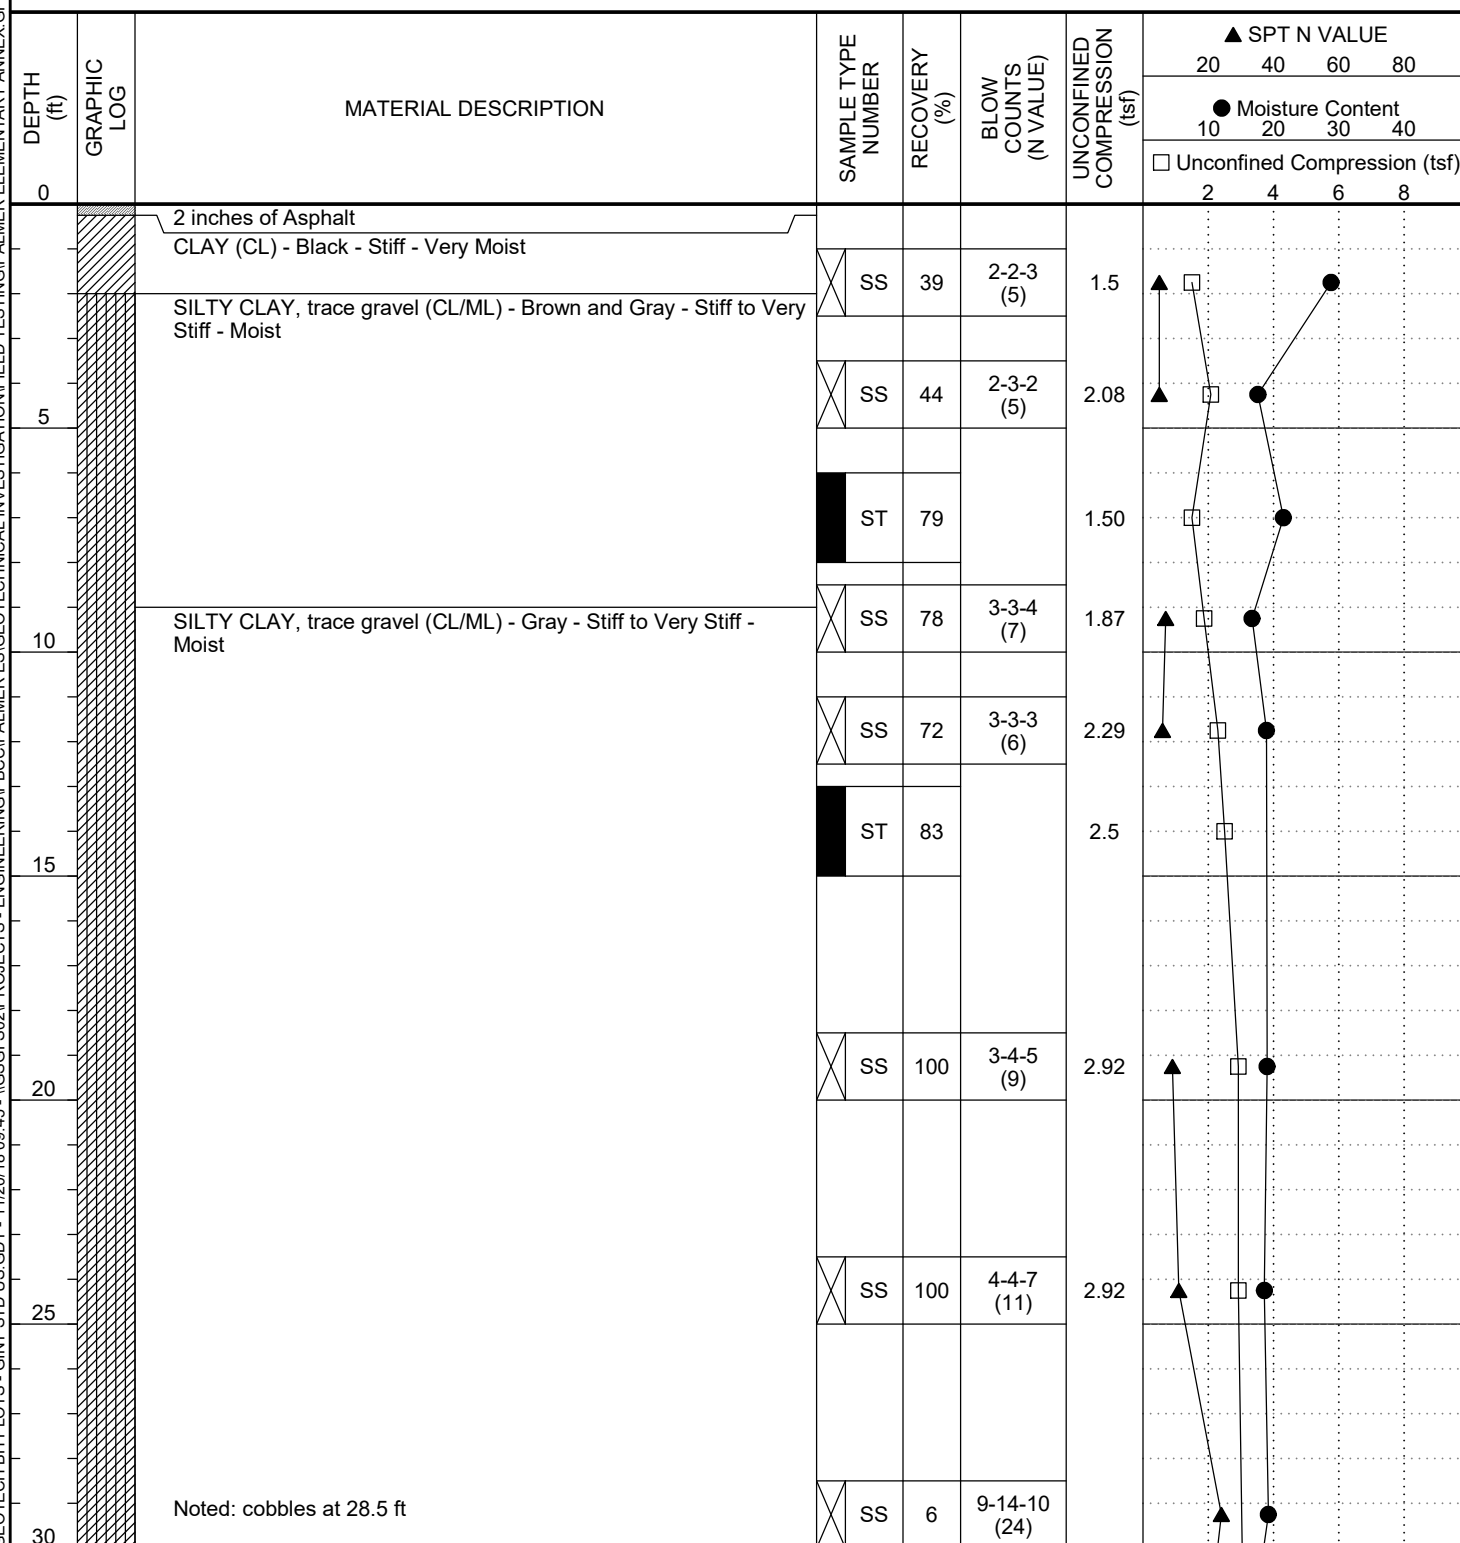 DEPTH
(ft)
GRAPHIC
LOG
MATERIAL DESCRIPTION
SAMPLE TYPE
NUMBER
RECOVERY
(%)
BLOW
COUNTS
(N VALUE)
UNCONFINED
COMPRESSION
(tsf)
▲ SPT N VALUE
20 40 60 80
● Moisture Content
10 20 30 40
□ Unconfined Compression (tsf)
2 4 6 8
0
2 inches of Asphalt
CLAY (CL) - Black - Stiff - Very Moist
SS 39 2-2-3
(5)
1.5
SILTY CLAY, trace gravel (CL/ML) - Brown and Gray - Stiff to Very
Stiff - Moist
SS 44 2-3-2
(5)
2.08
5
ST 79 1.50
SS 78 3-3-4
(7)
1.87
SILTY CLAY, trace gravel (CL/ML) - Gray - Stiff to Very Stiff -
Moist
10
SS 72 3-3-3
(6)
2.29
ST 83 2.5
15
SS 100 3-4-5
(9)
2.92
20
SS 100 4-4-7
(11)
2.92
25
Noted: cobbles at 28.5 ft
SS 6 9-14-10
(24)
30